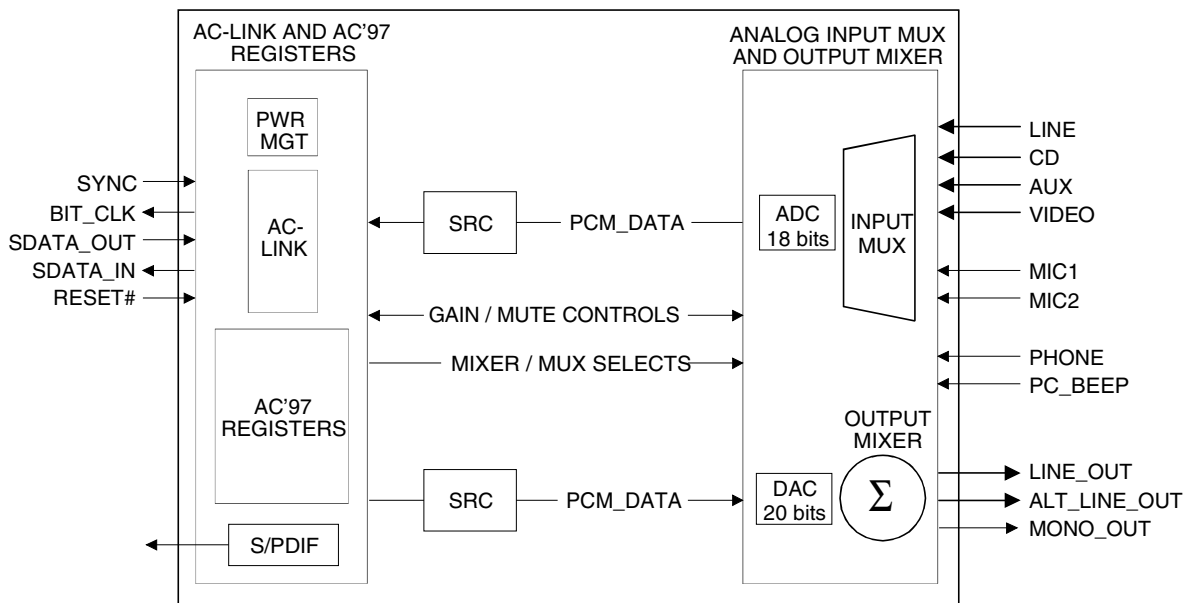 AC-LINK AND AC'97
REGISTERS
PWR
MGT
AC-
LINK
AC'97
REGISTERS
S/PDIF
SYNC
BIT_CLK
SDATA_OUT
SDATA_IN
RESET#
SRC
PCM_DATA
GAIN / MUTE CONTROLS
MIXER / MUX SELECTS
SRC
PCM_DATA
ANALOG INPUT MUX
AND OUTPUT MIXER
ADC
18 bits
INPUT
MUX
OUTPUT
MIXER
DAC
20 bits
Σ
LINE
CD
AUX
VIDEO
MIC1
MIC2
PHONE
PC_BEEP
LINE_OUT
ALT_LINE_OUT
MONO_OUT